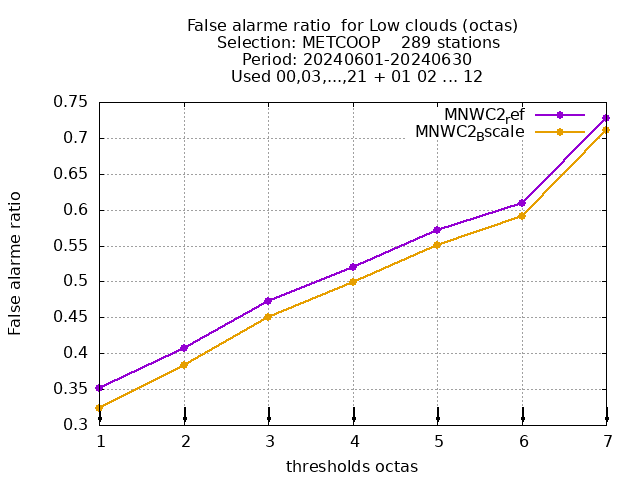 False alarme ratio  for Low clouds (octas)
Selection: METCOOP    289 stations
Period: 20240601-20240630
Used 00,03,...,21 + 01 02 ... 12
MNWC2ref
MNWC2Bscale
0.75
0.7
0.65
0.6
0.55
0.5
0.45
0.4
0.35
0.3
False alarme ratio
1 2 3 4 5 6 7
thresholds octas